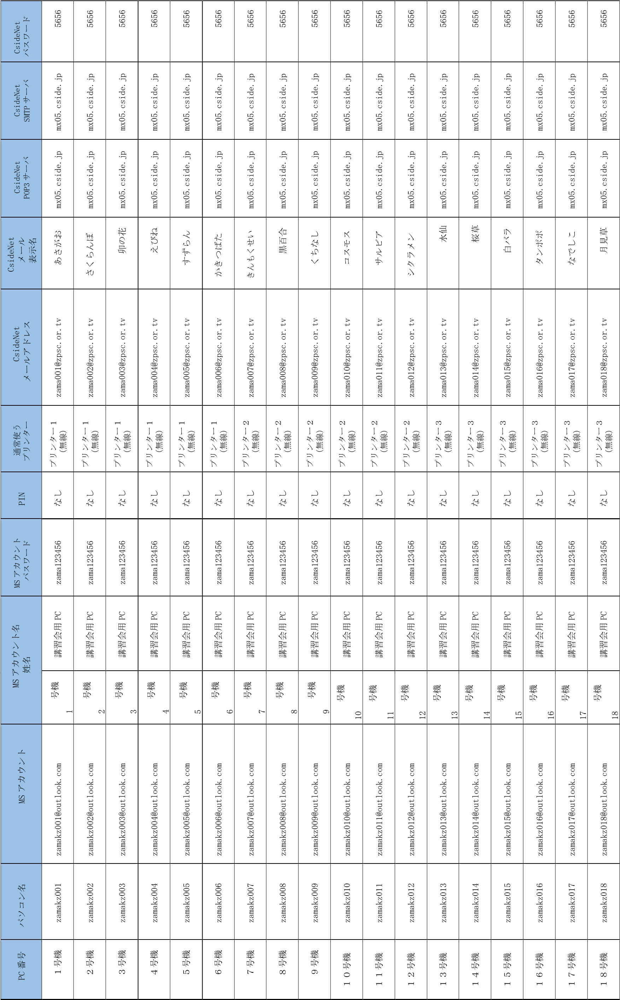 PC番号 パソコン名 MSアカウント MSアカウント名 姓名 MSアカウント パスワード PIN 通常使う プリンター CsideNet メールアドレス CsideNet メール 表示名 CsideNet POP3サーバ CsideNet SMTPサーバ CsideNet パスワード
1号機 zamakz001 zamakz001@outlook.com 1 号機 講習会用PC zama123456 なし プリンター1 (無線) zama001@zpsc.or.tv あさがお mx05.cside.jp mx05.cside.jp 5656
2号機 zamakz002 zamakz002@outlook.com 2 号機 講習会用PC zama123456 なし プリンター1 (無線) zama002@zpsc.or.tv さくらんぼ mx05.cside.jp mx05.cside.jp 5656
3号機 zamakz003 zamakz003@outlook.com 3 号機 講習会用PC zama123456 なし プリンター1 (無線) zama003@zpsc.or.tv 卯の花 mx05.cside.jp mx05.cside.jp 5656
4号機 zamakz004 zamakz004@outlook.com 4 号機 講習会用PC zama123456 なし プリンター1 (無線) zama004@zpsc.or.tv えびね mx05.cside.jp mx05.cside.jp 5656
5号機 zamakz005 zamakz005@outlook.com 5 号機 講習会用PC zama123456 なし プリンター1 (無線) zama005@zpsc.or.tv すずらん mx05.cside.jp mx05.cside.jp 5656
6号機 zamakz006 zamakz006@outlook.com 6 号機 講習会用PC zama123456 なし プリンター1 (無線) zama006@zpsc.or.tv かきつばた mx05.cside.jp mx05.cside.jp 5656
7号機 zamakz007 zamakz007@outlook.com 7 号機 講習会用PC zama123456 なし プリンター2 (無線) zama007@zpsc.or.tv きんもくせい mx05.cside.jp mx05.cside.jp 5656
8号機 zamakz008 zamakz008@outlook.com 8 号機 講習会用PC zama123456 なし プリンター2 (無線) zama008@zpsc.or.tv 黒百合 mx05.cside.jp mx05.cside.jp 5656
9号機 zamakz009 zamakz009@outlook.com 9 号機 講習会用PC zama123456 なし プリンター2 (無線) zama009@zpsc.or.tv くちなし mx05.cside.jp mx05.cside.jp 5656
10号機 zamakz010 zamakz010@outlook.com 10 号機 講習会用PC zama123456 なし プリンター2 (無線) zama010@zpsc.or.tv コスモス mx05.cside.jp mx05.cside.jp 5656
11号機 zamakz011 zamakz011@outlook.com 11 号機 講習会用PC zama123456 なし プリンター2 (無線) zama011@zpsc.or.tv サルビア mx05.cside.jp mx05.cside.jp 5656
12号機 zamakz012 zamakz012@outlook.com 12 号機 講習会用PC zama123456 なし プリンター2 (無線) zama012@zpsc.or.tv シクラメン mx05.cside.jp mx05.cside.jp 5656
13号機 zamakz013 zamakz013@outlook.com 13 号機 講習会用PC zama123456 なし プリンター3 (無線) zama013@zpsc.or.tv 水仙 mx05.cside.jp mx05.cside.jp 5656
14号機 zamakz014 zamakz014@outlook.com 14 号機 講習会用PC zama123456 なし プリンター3 (無線) zama014@zpsc.or.tv 桜草 mx05.cside.jp mx05.cside.jp 5656
15号機 zamakz015 zamakz015@outlook.com 15 号機 講習会用PC zama123456 なし プリンター3 (無線) zama015@zpsc.or.tv 白バラ mx05.cside.jp mx05.cside.jp 5656
16号機 zamakz016 zamakz016@outlook.com 16 号機 講習会用PC zama123456 なし プリンター3 (無線) zama016@zpsc.or.tv タンポポ mx05.cside.jp mx05.cside.jp 5656
17号機 zamakz017 zamakz017@outlook.com 17 号機 講習会用PC zama123456 なし プリンター3 (無線) zama017@zpsc.or.tv なでしこ mx05.cside.jp mx05.cside.jp 5656
18号機 zamakz018 zamakz018@outlook.com 18 号機 講習会用PC zama123456 なし プリンター3 (無線) zama018@zpsc.or.tv 月見草 mx05.cside.jp mx05.cside.jp 5656